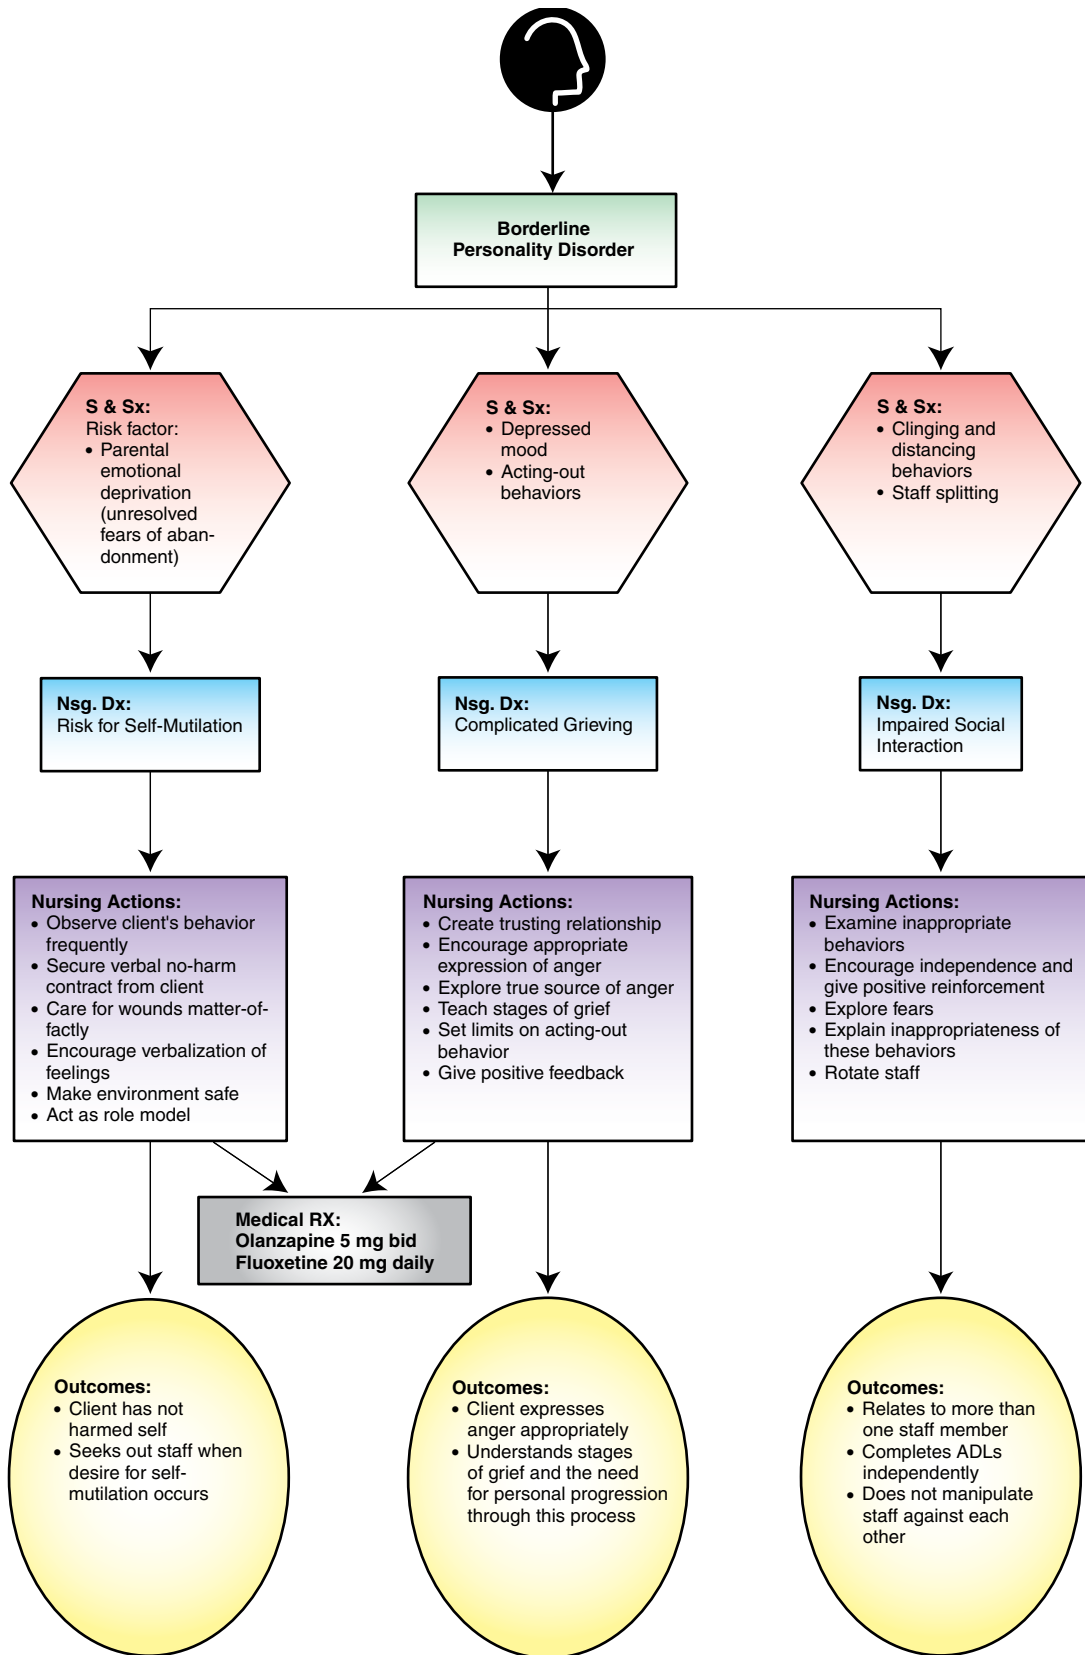 Borderline
Personality Disorder
S & Sx:
Risk factor:
• Parental
emotional
deprivation
(unresolved
fears of aban-
donment)
S & Sx:
• Depressed
mood
• Acting-out
behaviors
S & Sx:
• Clinging and
distancing
behaviors
• Staff splitting
Nsg. Dx:
Risk for Self-Mutilation
Nsg. Dx:
Complicated Grieving
Nsg. Dx:
Impaired Social
Interaction
Nursing Actions:
• Observe client's behavior
frequently
• Secure verbal no-harm
contract from client
• Care for wounds matter-of-
factly
• Encourage verbalization of
feelings
• Make environment safe
• Act as role model
Nursing Actions:
• Create trusting relationship
• Encourage appropriate
expression of anger
• Explore true source of anger
• Teach stages of grief
• Set limits on acting-out
behavior
• Give positive feedback
Nursing Actions:
• Examine inappropriate
behaviors
• Encourage independence and
give positive reinforcement
• Explore fears
• Explain inappropriateness of
these behaviors
• Rotate staff
Medical RX:
Olanzapine 5 mg bid
Fluoxetine 20 mg daily
Outcomes:
• Client has not
harmed self
• Seeks out staff when
desire for self-
mutilation occurs
Outcomes:
• Client expresses
anger appropriately
• Understands stages
of grief and the need
for personal progression
through this process
Outcomes:
• Relates to more than
one staff member
• Completes ADLs
independently
• Does not manipulate
staff against each
other